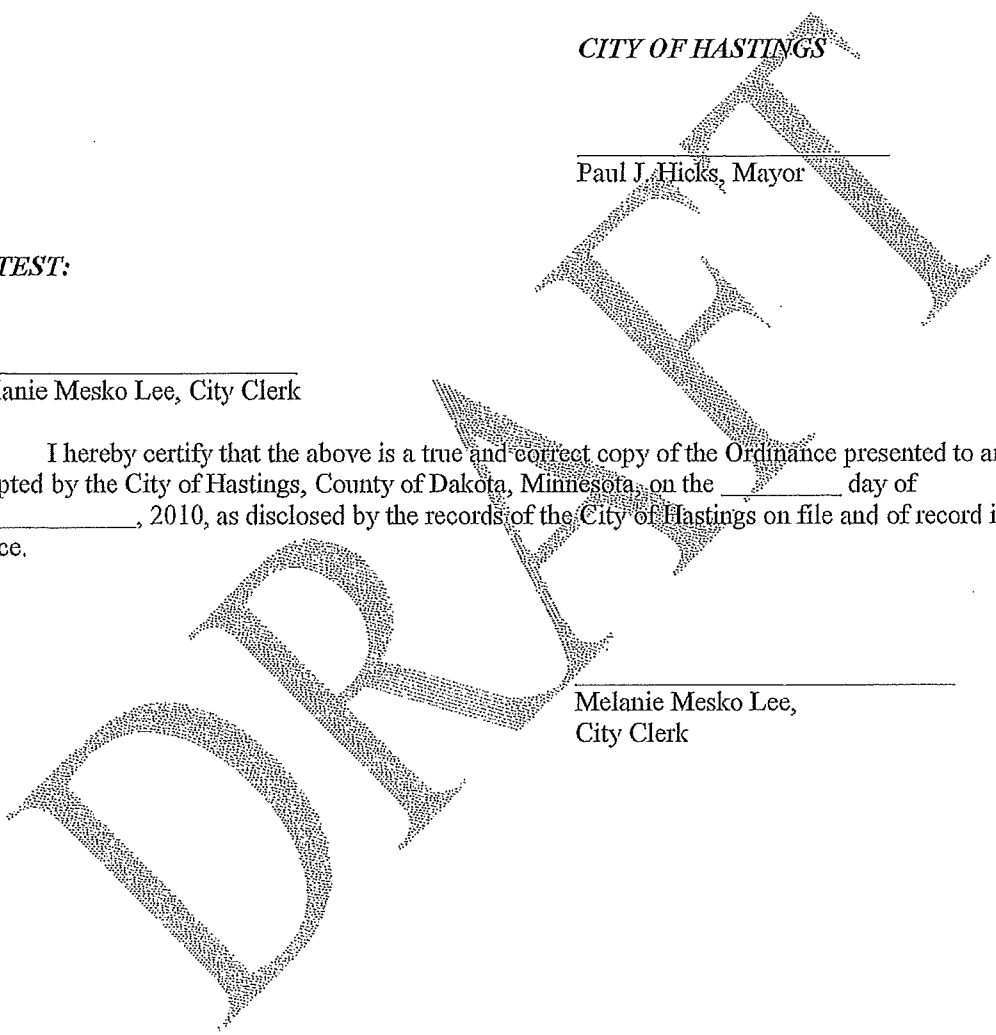 CITY OF HASTINGS
Paul J. Hicks, Mayor
TEST:
anie Mesko Lee, City Clerk
I hereby certify that the above is a true and correct copy of the Ordinance presented to an
pted by the City of Hastings, County of Dakota, Minnesota, on the __________ day of
____________, 2010, as disclosed by the records of the City of Hastings on file and of record i
ce.
Melanie Mesko Lee,
City Clerk
DRAFT